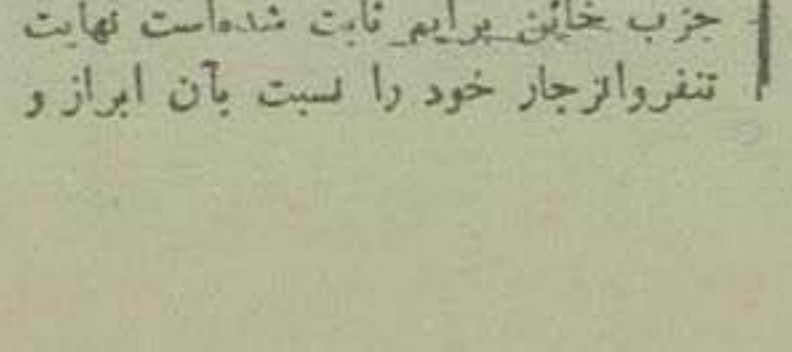 حزب خائن برایم ثابت شده‌است نهایت
تنفروانزجار خود را نسبت بآن ابراز و